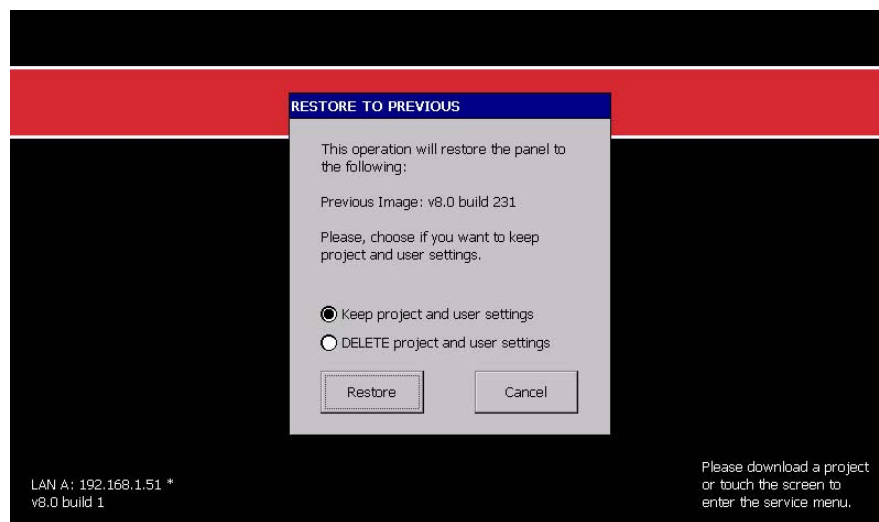 RESTORE TO PREVIOUS
This operation will restore the panel to
the following:
Previous Image: v8.0 build 231
Please, choose if you want to keep
project and user settings.
Keep project and user settings
DELETE project and user settings
Restore
Cancel
LAN A: 192.168.1.51 *
v8.0 build 1
Please download a project
or touch the screen to
enter the service menu.